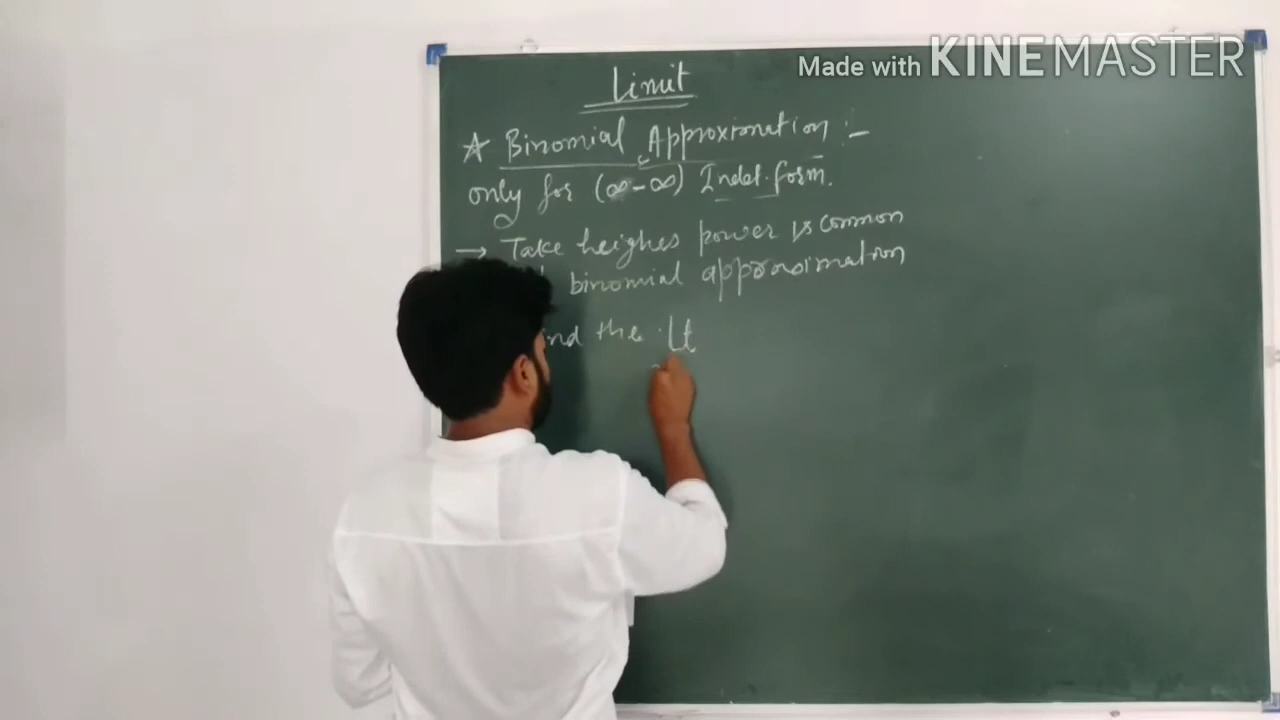 Made with KINEMASTER
Limit
☆ Binomial Approximation :-
only for (∞-∞) Indet. form.
→ Take heighes power is common
binomial approximation
nd the Lt